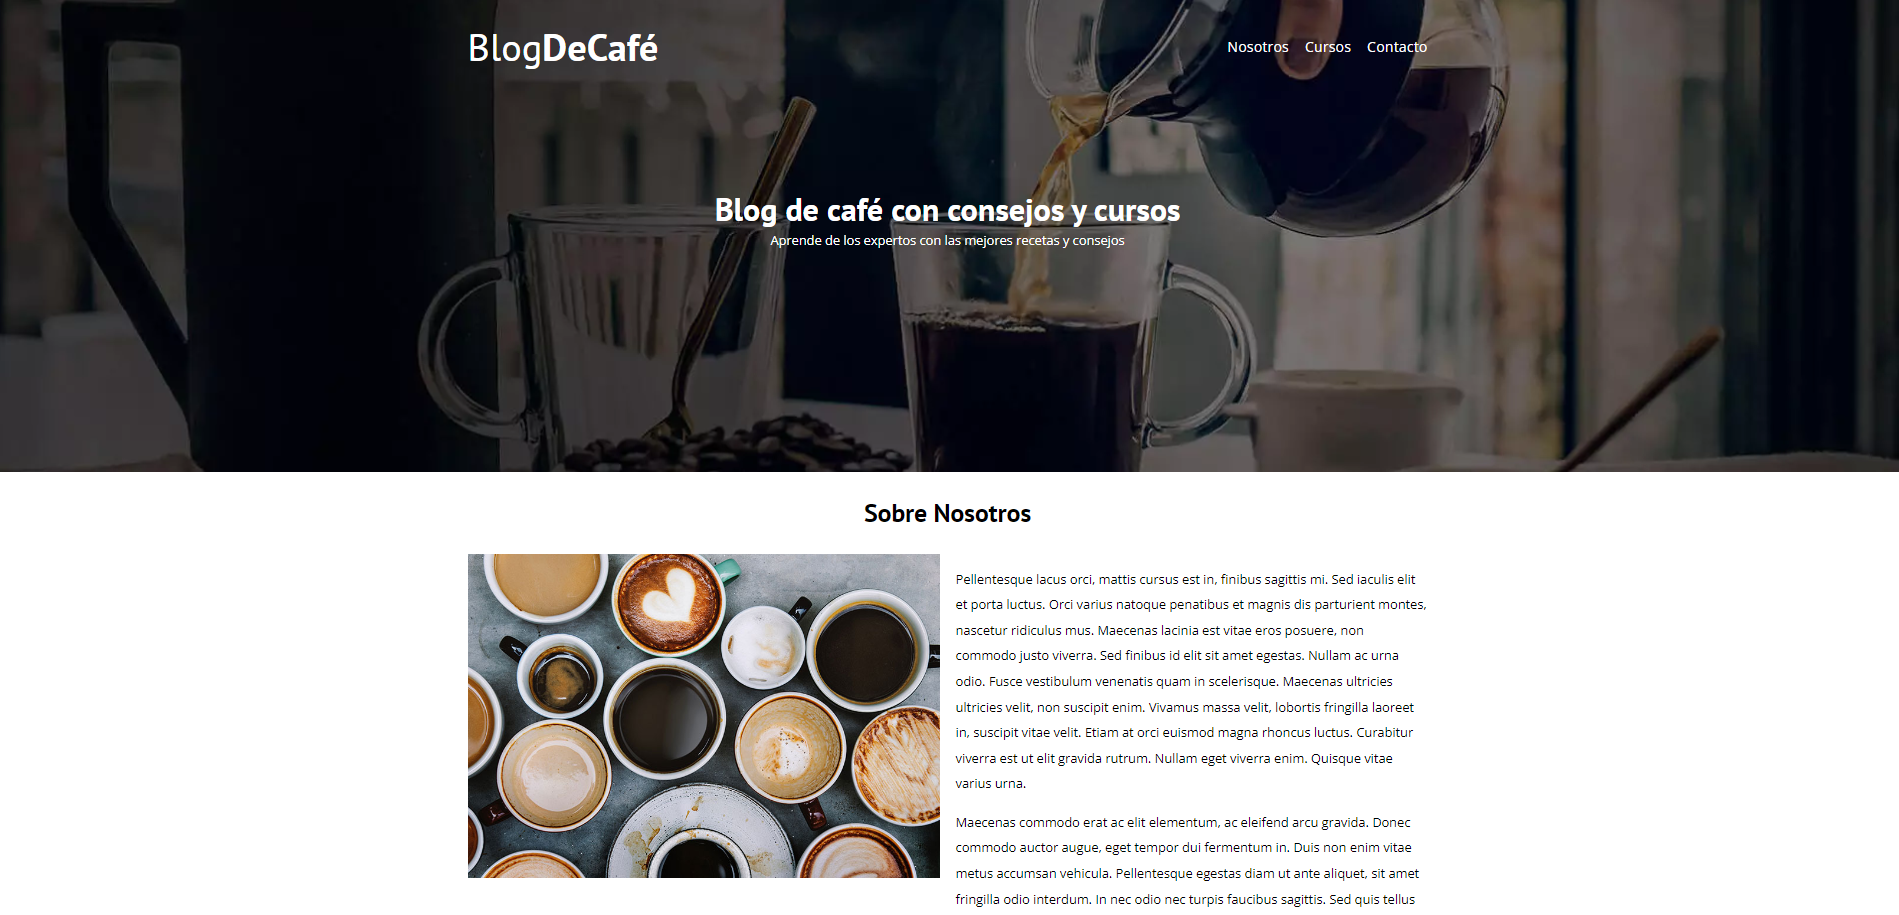 BlogDeCafé
Nosotros Cursos Contacto
Blog de café con consejos y cursos
Aprende de los expertos con las mejores recetas y consejos
Sobre Nosotros
Pellentesque lacus orci, mattis cursus est in, finibus sagittis mi. Sed iaculis elit
et porta luctus. Orci varius natoque penatibus et magnis dis parturient montes,
nascetur ridiculus mus. Maecenas lacinia est vitae eros posuere, non
commodo justo viverra. Sed finibus id elit sit amet egestas. Nullam ac urna
odio. Fusce vestibulum venenatis quam in scelerisque. Maecenas ultricies
ultricies velit, non suscipit enim. Vivamus massa velit, lobortis fringilla laoreet
in, suscipit vitae velit. Etiam at orci euismod magna rhoncus luctus. Curabitur
viverra est ut elit gravida rutrum. Nullam eget viverra enim. Quisque vitae
varius urna.
Maecenas commodo erat ac elit elementum, ac eleifend arcu gravida. Donec
commodo auctor augue, eget tempor dui fermentum in. Duis non enim vitae
metus accumsan vehicula. Pellentesque egestas diam ut ante aliquet, sit amet
fringilla odio interdum. In nec odio nec turpis faucibus sagittis. Sed quis tellus